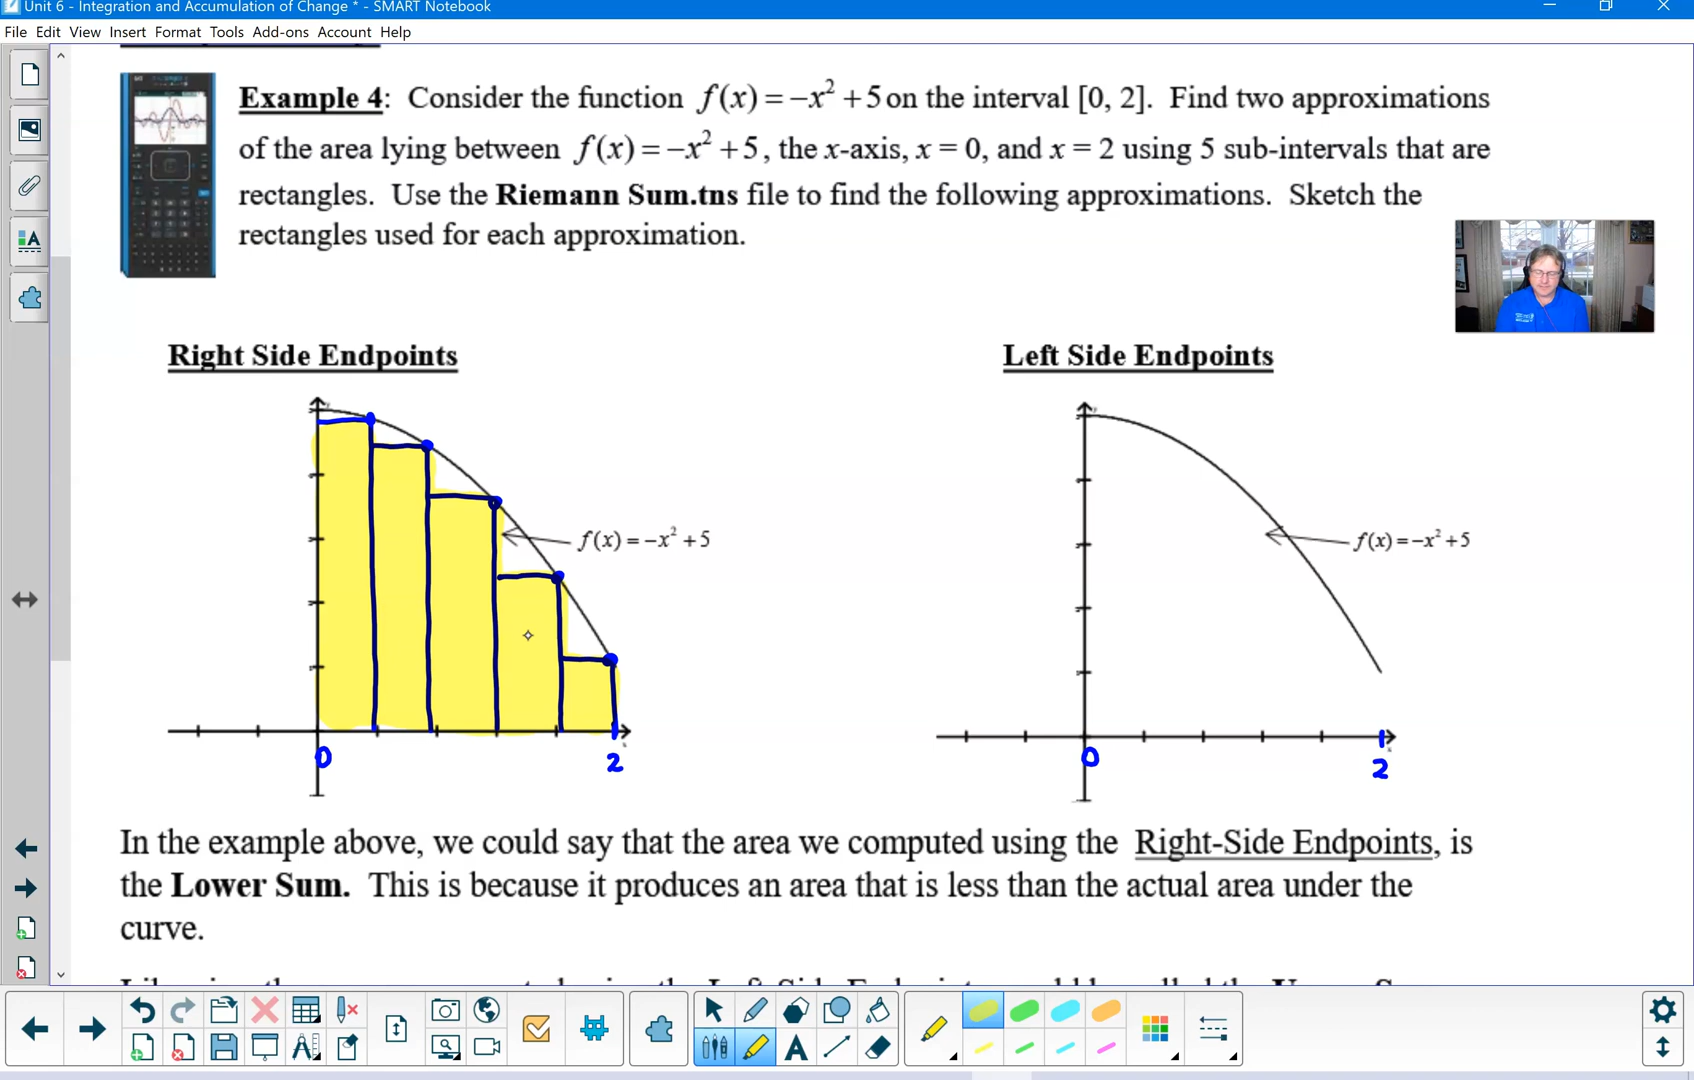 Unit 6 - Integration and Accumulation of Change * - SMART Notebook
File Edit View Insert Format Tools Add-ons Account Help
Example 4: Consider the function f(x) = −x² + 5 on the interval [0, 2]. Find two approximations
of the area lying between f(x) = −x² + 5, the x-axis, x = 0, and x = 2 using 5 sub-intervals that are
rectangles. Use the Riemann Sum.tns file to find the following approximations. Sketch the
rectangles used for each approximation.
Right Side Endpoints
Left Side Endpoints
y
y
f(x) = −x² + 5
f(x) = −x² + 5
0
2
0
2
In the example above, we could say that the area we computed using the Right-Side Endpoints, is
the Lower Sum. This is because it produces an area that is less than the actual area under the
curve.